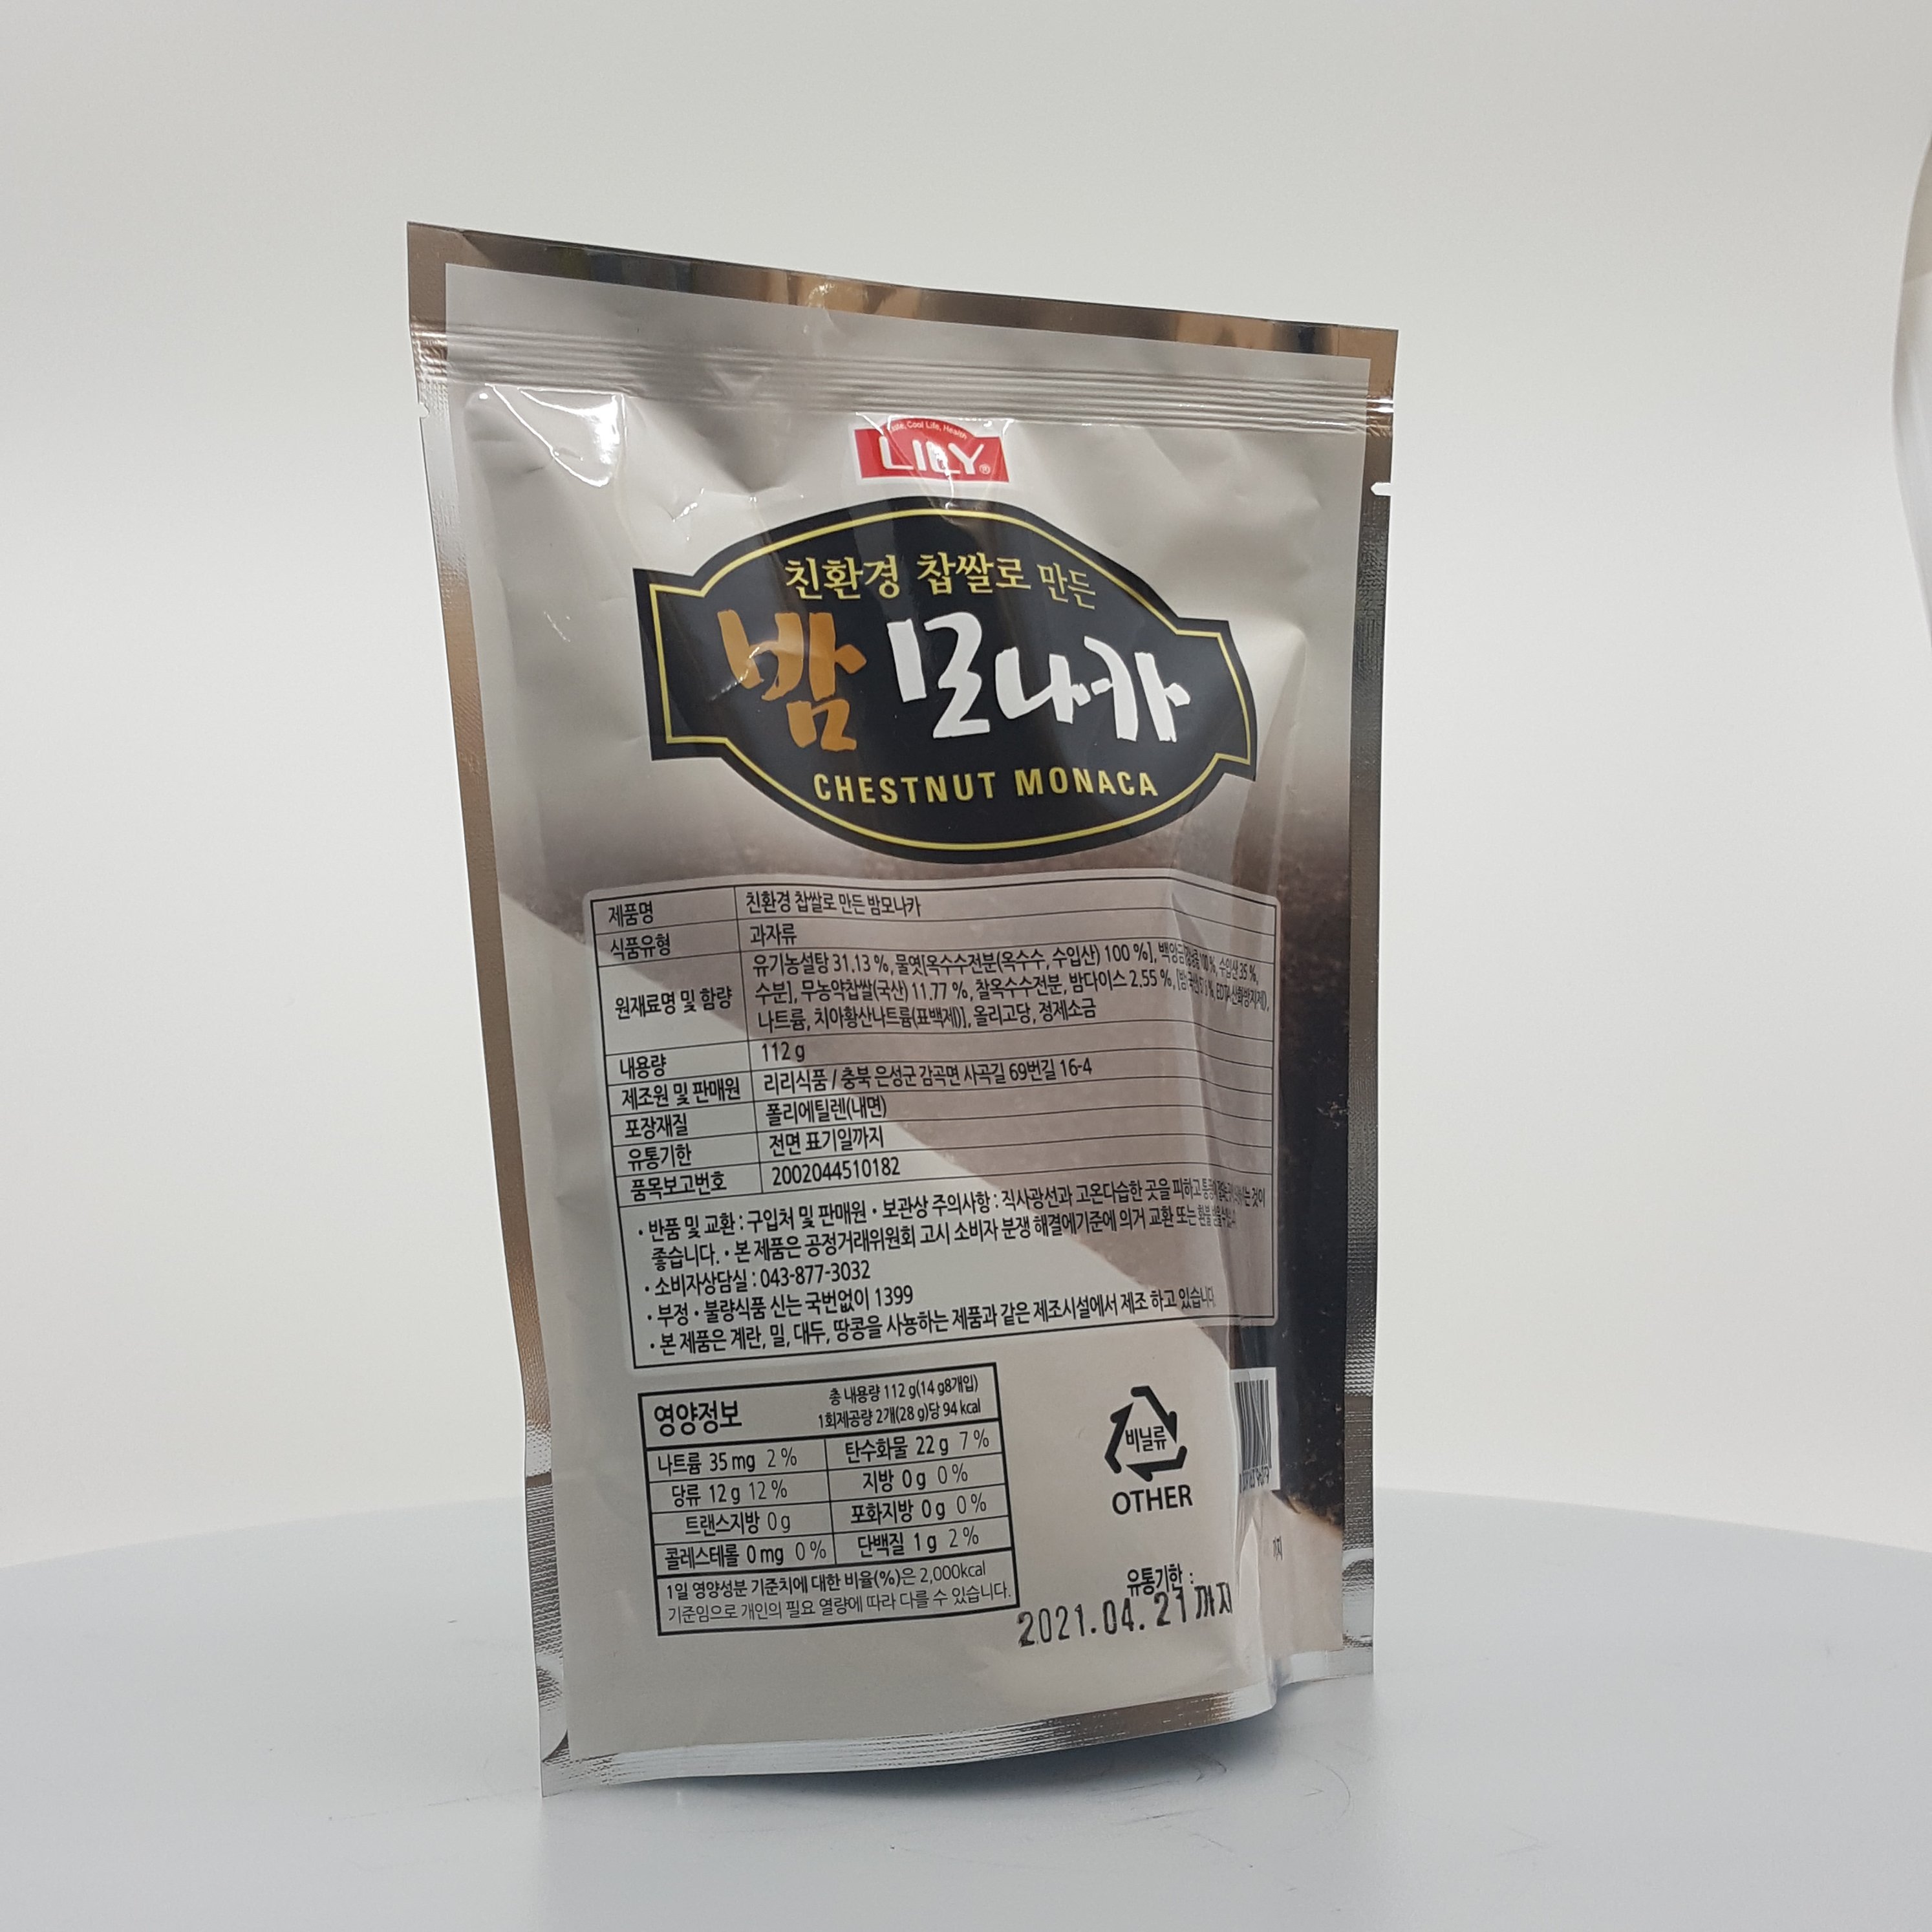 Cool Life, Health
LILY®
친환경 찹쌀로 만든
밤 모나카
CHESTNUT MONACA
제품명 친환경 찹쌀로 만든 밤모나카
식품유형 과자류
유기농설탕 31.13 %, 물엿[옥수수전분(옥수수, 수입산) 100 %], 백앙금 수입산 35 %,
원재료명 및 함량 수분], 무농약찹쌀(국산) 11.77 %, 찰옥수수전분, 밤다이스 2.55 %,
나트륨, 치아황산나트륨(표백제)], 올리고당, 정제소금
내용량 112 g
제조원 및 판매원 리리식품 / 충북 은성군 감곡면 사곡길 69번길 16-4
포장재질 폴리에틸렌(내면)
유통기한 전면 표기일까지
품목보고번호 2002044510182
• 반품 및 교환 : 구입처 및 판매원 • 보관상 주의사항 : 직사광선과 고온다습한 곳을 피하고 것이
좋습니다. • 본 제품은 공정거래위원회 고시 소비자 분쟁 해결에기준에 의거 교환 또는
• 소비자상담실 : 043-877-3032
• 부정 • 불량식품 신는 국번없이 1399
• 본 제품은 계란, 밀, 대두, 땅콩을 사뇽하는 제품과 같은 제조시설에서 제조 하고 있습니다
영양정보
총 내용량 112 g(14 g8개입)
1회제공량 2개(28 g)당 94 kcal
나트륨 35 mg 2 % 탄수화물 22 g 7 %
당류 12 g 12 % 지방 0 g 0 %
트랜스지방 0 g 포화지방 0 g 0 %
콜레스테롤 0 mg 0 % 단백질 1 g 2 %
1일 영양성분 기준치에 대한 비율(%)은 2,000kcal
기준임으로 개인의 필요 열량에 따라 다를 수 있습니다.
비닐류
OTHER
유통기한 :
2021.04.21 까지